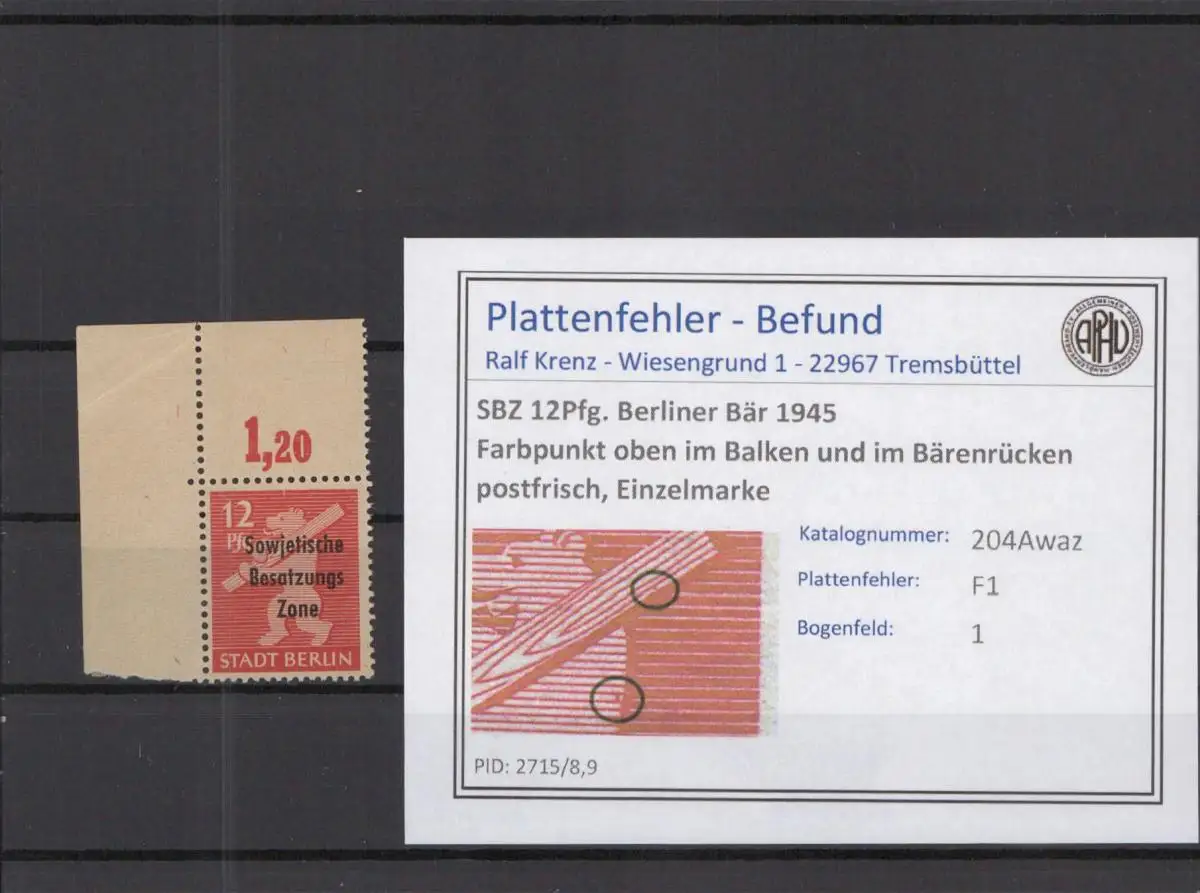 1,20
12
Pf
Sowjetische
Besatzungs
Zone
STADT BERLIN
Plattenfehler - Befund
Ralf Krenz - Wiesengrund 1 - 22967 Tremsbüttel
APHV
SBZ 12Pfg. Berliner Bär 1945
Farbpunkt oben im Balken und im Bärenrücken
postfrisch, Einzelmarke
Katalognummer: 204Awaz
Plattenfehler: F1
Bogenfeld: 1
PID: 2715/8,9